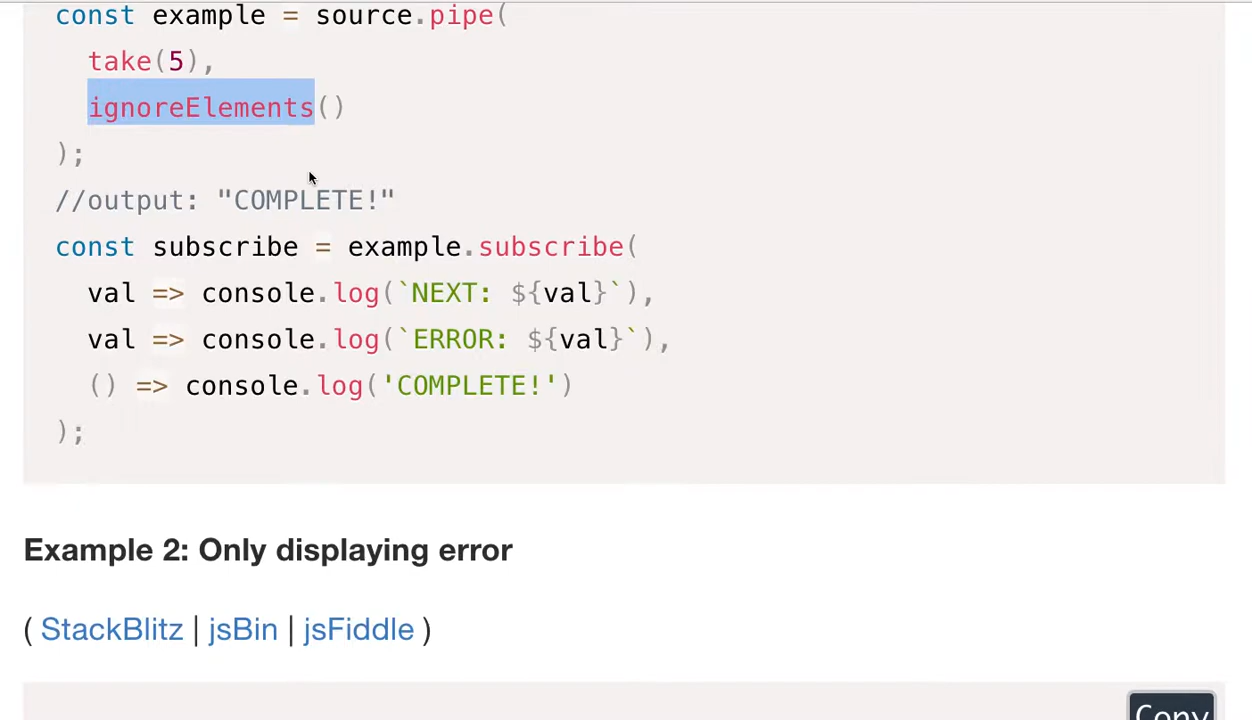 const example = source.pipe(
  take(5),
  ignoreElements()
);
//output: "COMPLETE!"
const subscribe = example.subscribe(
  val => console.log(`NEXT: ${val}`),
  val => console.log(`ERROR: ${val}`),
  () => console.log('COMPLETE!')
);
Example 2: Only displaying error
( StackBlitz | jsBin | jsFiddle )
Copy